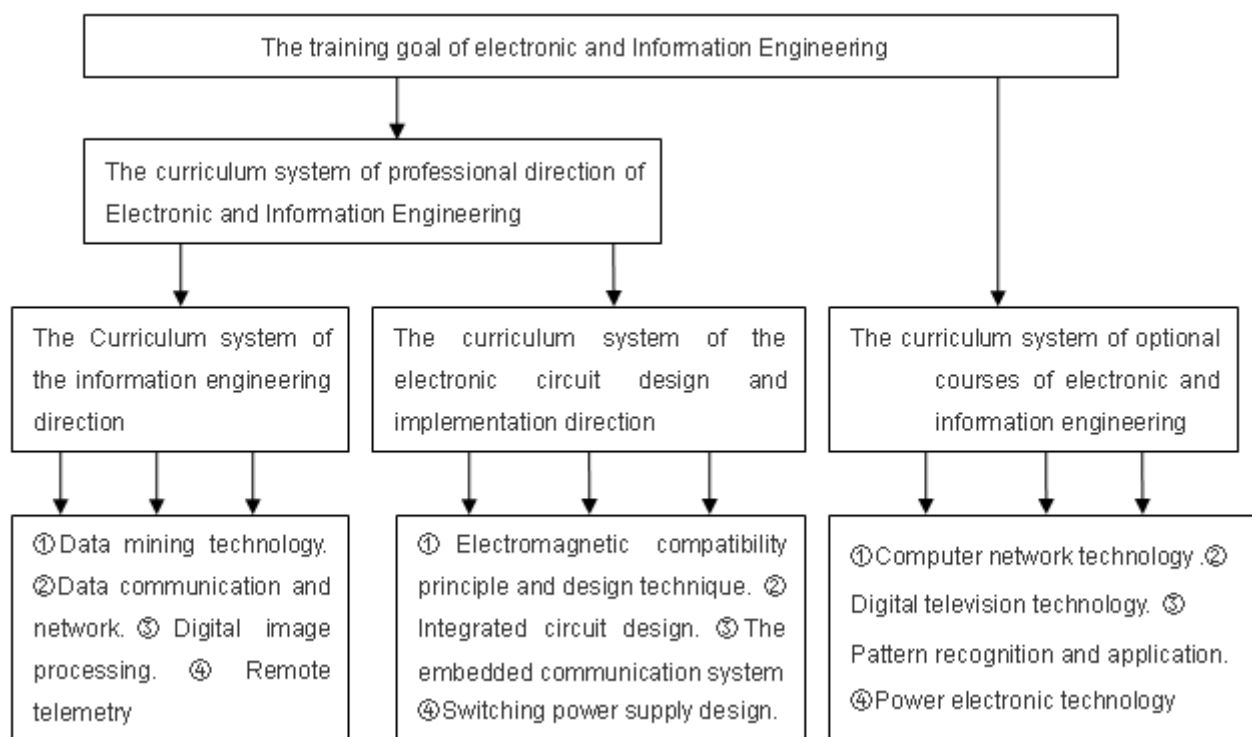 The training goal of electronic and Information Engineering
The curriculum system of professional direction of
Electronic and Information Engineering
The Curriculum system of
the information engineering
direction
The curriculum system of the
electronic circuit design and
implementation direction
The curriculum system of optional
courses of electronic and
information engineering
①Data mining technology.
②Data communication and
network. ③ Digital image
processing. ④ Remote
telemetry
① Electromagnetic compatibility
principle and design technique. ②
Integrated circuit design. ③ The
embedded communication system
④Switching power supply design.
①Computer network technology .②
Digital television technology. ③
Pattern recognition and application.
④Power electronic technology